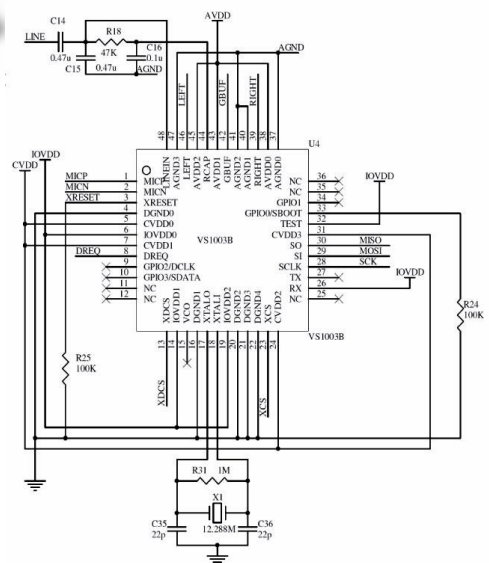 C14
LINE
0.47u
R18
47K
C15
0.47u
C16
0.1u
AGND
AVDD
AGND
LEFT
GBUF
RIGHT
48 47 46 45 44 43 42 41 40 39 38 37
LINEIN
AGND3
LEFT
AVDD2
RCAP
AVDD1
GBUF
AGND2
AGND1
RIGHT
AVDD0
AGND0
U4
IOVDD
CVDD
MICP 1 MICP
MICN 2 MICN
XRESET 3 XRESET
4 DGND0
5 CVDD0
6 IOVDD0
7 CVDD1
DREQ 8 DREQ
9 GPIO2/DCLK
10 GPIO3/SDATA
11 NC
12 NC
VS1003B
NC 36
NC 35
GPIO1 34
GPIO0/SBOOT 33
TEST 32
CVDD3 31
SO 30 MISO
SI 29 MOSI
SCLK 28 SCK
TX 27
RX 26
NC 25
IOVDD
IOVDD
XDCS
IOVDD1
VCO
DGND1
XTALO
XTALI
IOVDD2
DGND2
DGND3
DGND4
XCS
CVDD2
13 14 15 16 17 18 19 20 21 22 23 24
VS1003B
R24
100K
R25
100K
XDCS
XCS
R31 1M
X1
12.288M
C35
22p
C36
22p